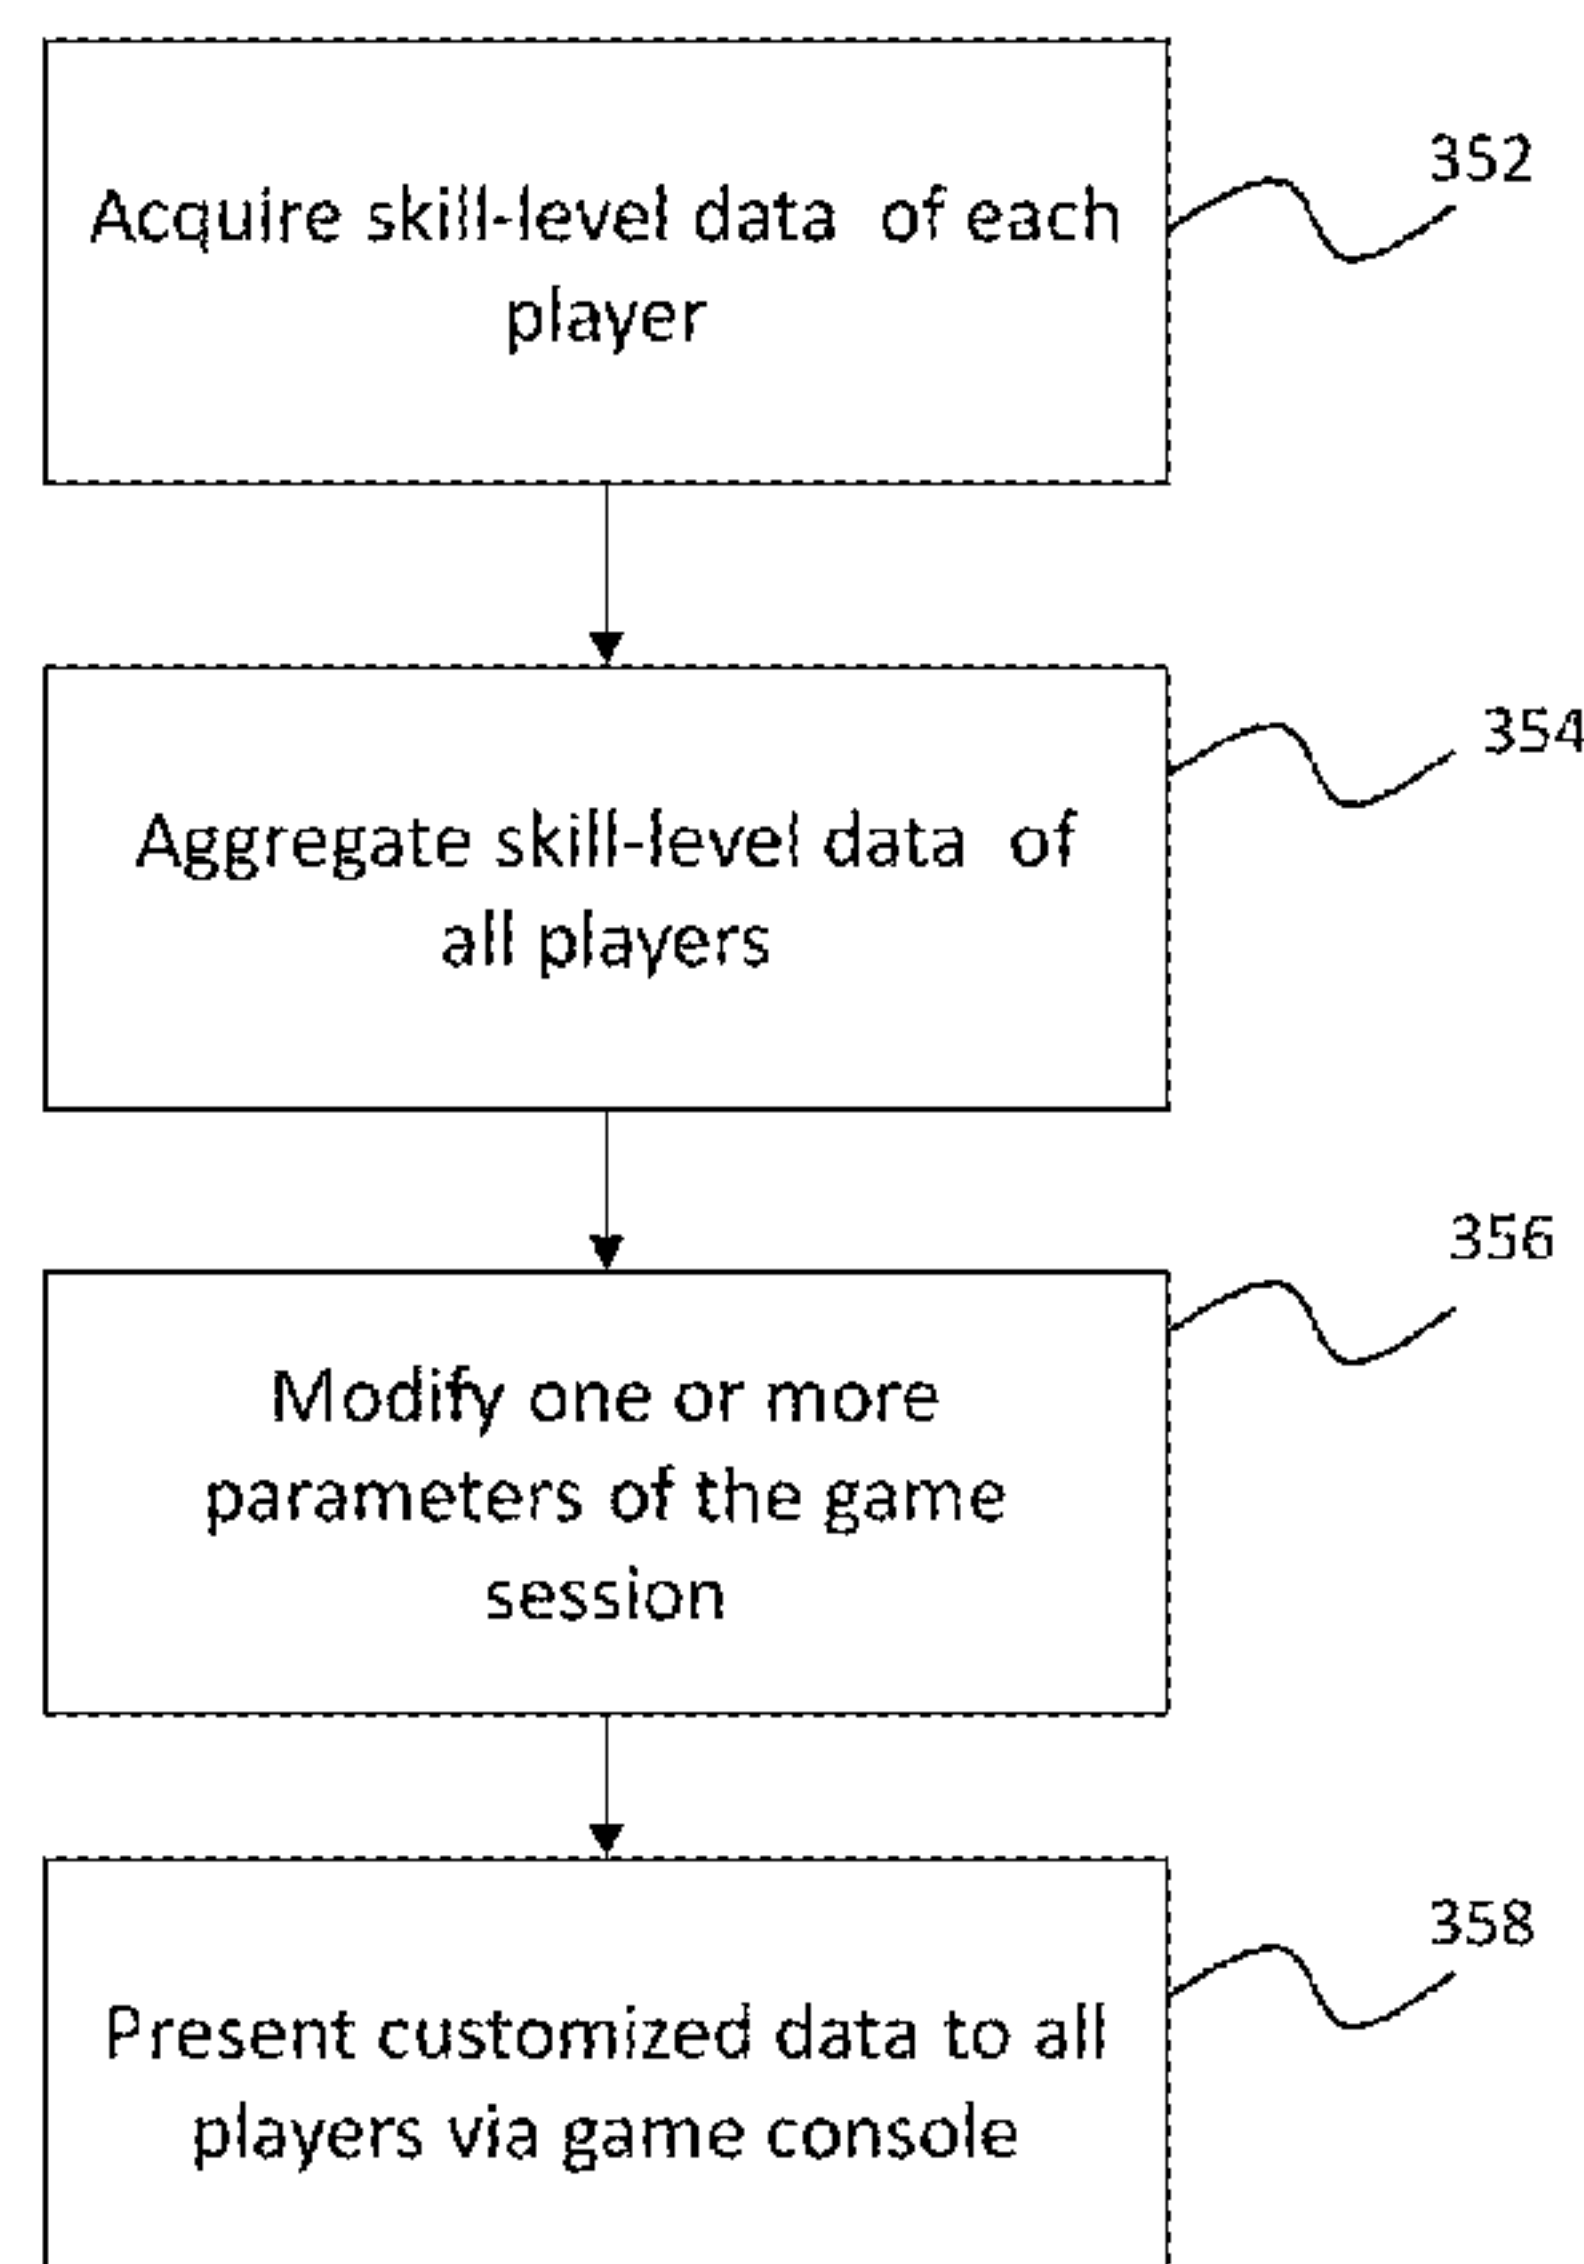 Acquire skill-level data of each
player
352
Aggregate skill-level data of
all players
354
Modify one or more
parameters of the game
session
356
Present customized data to all
players via game console
358